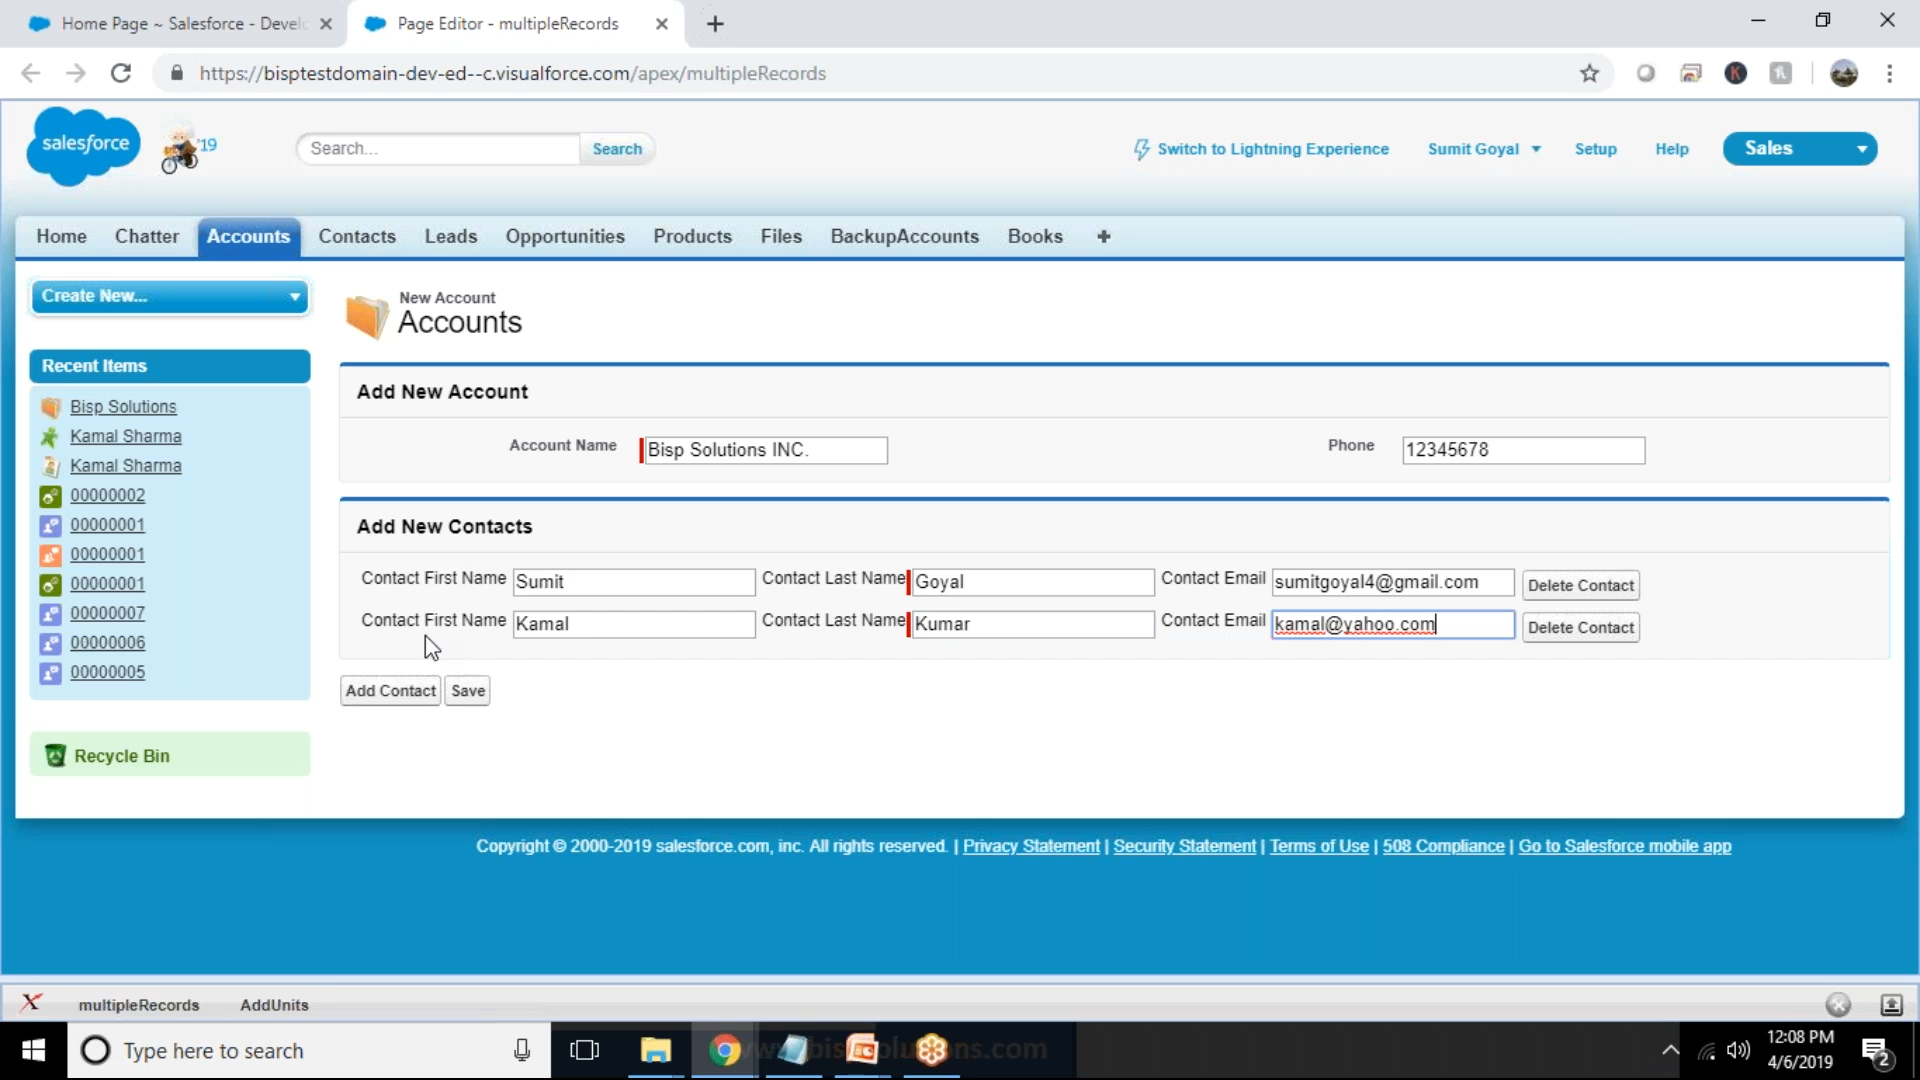 Home Page ~ Salesforce - Devel
Page Editor - multipleRecords
https://bisptestdomain-dev-ed--c.visualforce.com/apex/multipleRecords
salesforce
'19
Search...
Search
Switch to Lightning Experience
Sumit Goyal
Setup
Help
Sales
Home
Chatter
Accounts
Contacts
Leads
Opportunities
Products
Files
BackupAccounts
Books
Create New...
Recent Items
Bisp Solutions
Kamal Sharma
Kamal Sharma
00000002
00000001
00000001
00000001
00000007
00000006
00000005
Recycle Bin
New Account
Accounts
Add New Account
Account Name Bisp Solutions INC.
Phone 12345678
Add New Contacts
Contact First Name Sumit Contact Last Name Goyal Contact Email sumitgoyal4@gmail.com Delete Contact
Contact First Name Kamal Contact Last Name Kumar Contact Email kamal@yahoo.com Delete Contact
Add Contact Save
Copyright © 2000-2019 salesforce.com, inc. All rights reserved. | Privacy Statement | Security Statement | Terms of Use | 508 Compliance | Go to Salesforce mobile app
multipleRecords
AddUnits
Type here to search
12:08 PM
4/6/2019
2